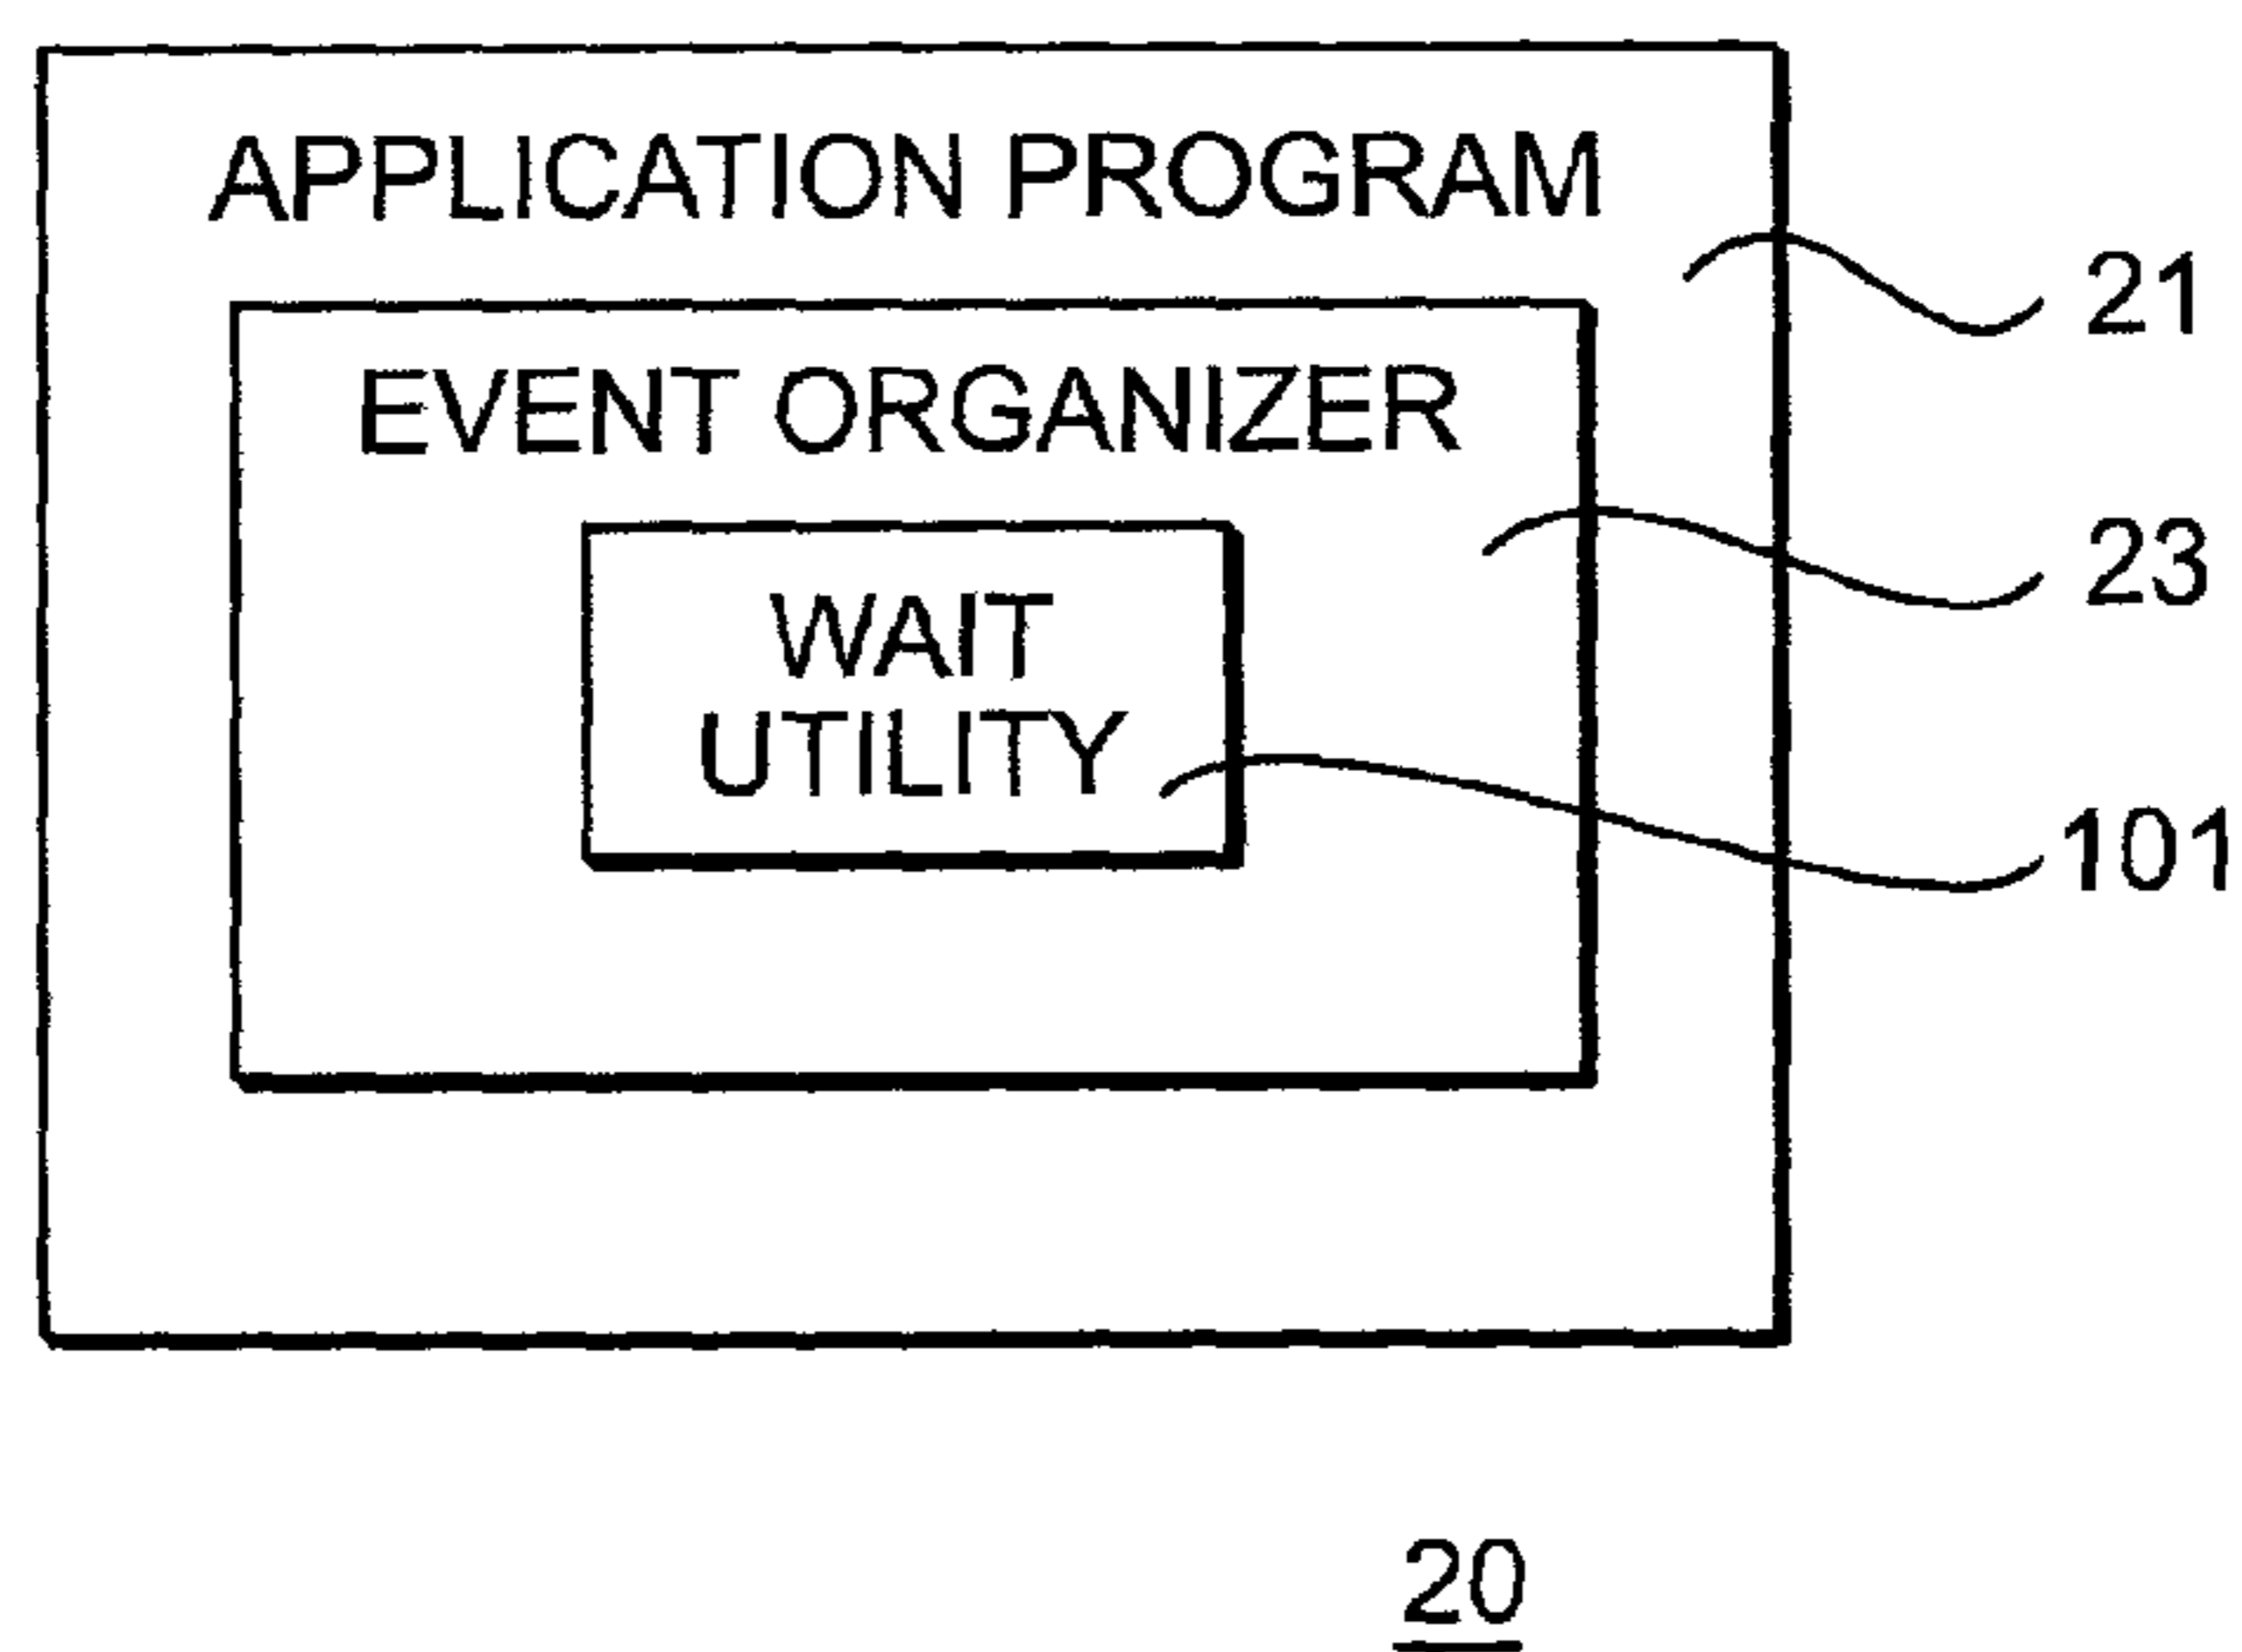 APPLICATION PROGRAM
21
EVENT ORGANIZER
23
WAIT
UTILITY
101
20